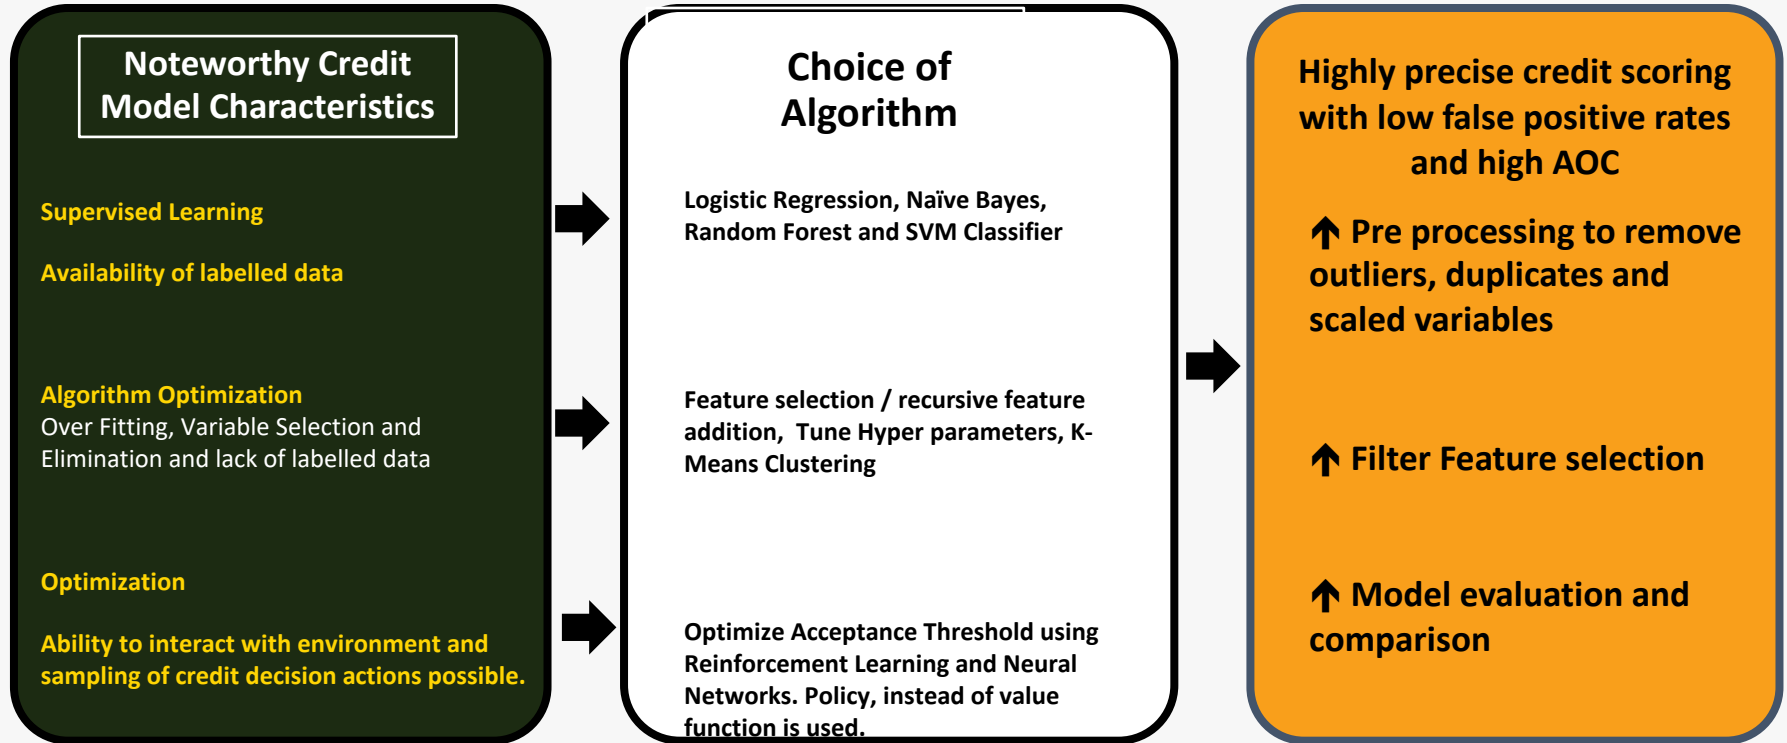 Noteworthy Credit
Model Characteristics
Supervised Learning
Availability of labelled data
Algorithm Optimization
Over Fitting, Variable Selection and
Elimination and lack of labelled data
Optimization
Ability to interact with environment and
sampling of credit decision actions possible.
Choice of
Algorithm
Logistic Regression, Naïve Bayes,
Random Forest and SVM Classifier
Feature selection / recursive feature
addition, Tune Hyper parameters, K-
Means Clustering
Optimize Acceptance Threshold using
Reinforcement Learning and Neural
Networks. Policy, instead of value
function is used.
Highly precise credit scoring
with low false positive rates
and high AOC
Pre processing to remove
outliers, duplicates and
scaled variables
Filter Feature selection
Model evaluation and
comparison